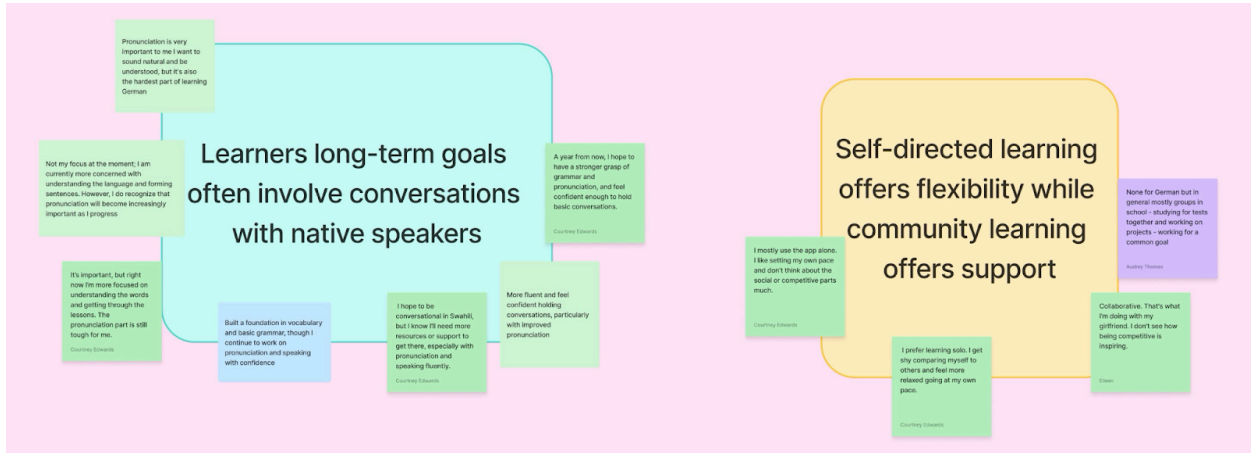 Pronunciation is very
important to me I want to
sound natural and be
understood, but it's also
the hardest part of learning
German
Not my focus at the moment; I am
currently more concerned with
understanding the language and forming
sentences. However, I do recognize that
pronunciation will become increasingly
important as I progress
It's important, but right
now I'm more focused on
understanding the words
and getting through the
lessons. The
pronunciation part is still
tough for me.
Courtney Edwards
Learners long-term goals
often involve conversations
with native speakers
Built a foundation in vocabulary
and basic grammar, though I
continue to work on
pronunciation and speaking
with confidence
I hope to be
conversational in Swahili,
but I know I'll need more
resources or support to
get there, especially with
pronunciation and
speaking fluently.
Courtney Edwards
More fluent and feel
confident holding
conversations, particularly
with improved
pronunciation
A year from now, I hope to
have a stronger grasp of
grammar and
pronunciation, and feel
confident enough to hold
basic conversations.
Courtney Edwards
Self-directed learning
offers flexibility while
community learning
offers support
I mostly use the app alone.
I like setting my own pace
and don't think about the
social or competitive parts
much.
Courtney Edwards
I prefer learning solo. I get
shy comparing myself to
others and feel more
relaxed going at my own
pace.
Courtney Edwards
None for German but in
general mostly groups in
school - studying for tests
together and working on
projects - working for a
common goal
Audrey Thomas
Collaborative. That's what
I'm doing with my
girlfriend. I don't see how
being competitive is
inspiring.
Eileen